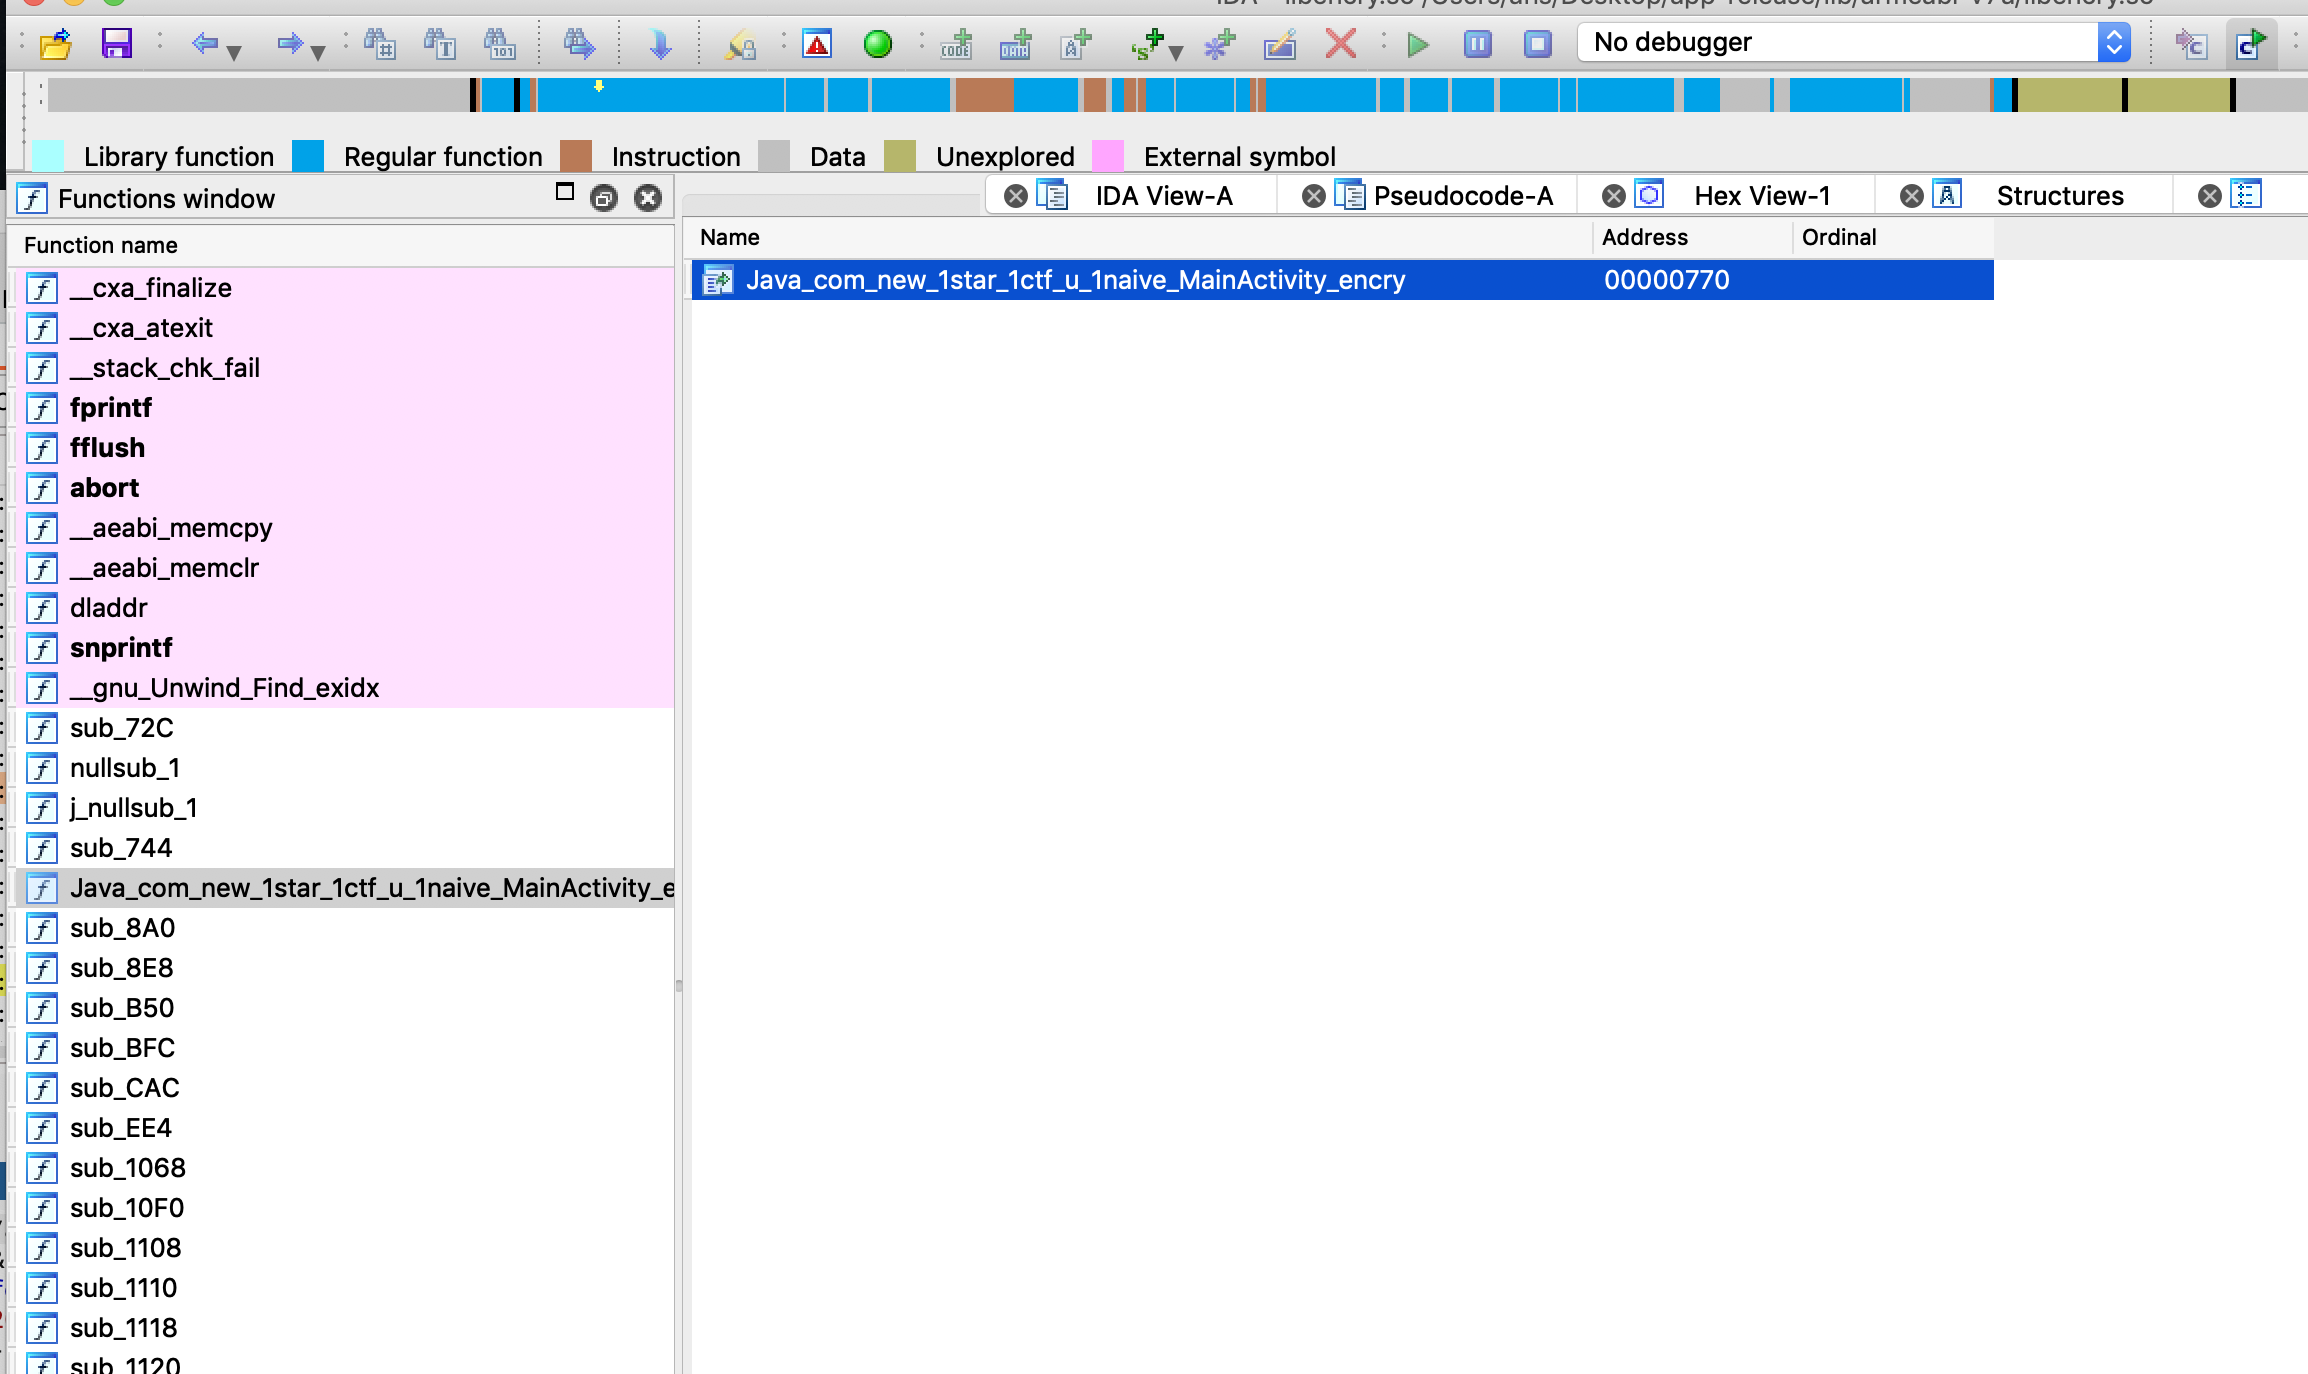 No debugger
Library function Regular function Instruction Data Unexplored External symbol
Functions window
IDA View-A Pseudocode-A Hex View-1 Structures
Function name
Name Address Ordinal
Java_com_new_1star_1ctf_u_1naive_MainActivity_encry 00000770
__cxa_finalize
__cxa_atexit
__stack_chk_fail
fprintf
fflush
abort
__aeabi_memcpy
__aeabi_memclr
dladdr
snprintf
__gnu_Unwind_Find_exidx
sub_72C
nullsub_1
j_nullsub_1
sub_744
Java_com_new_1star_1ctf_u_1naive_MainActivity_e
sub_8A0
sub_8E8
sub_B50
sub_BFC
sub_CAC
sub_EE4
sub_1068
sub_10F0
sub_1108
sub_1110
sub_1118
sub_1120